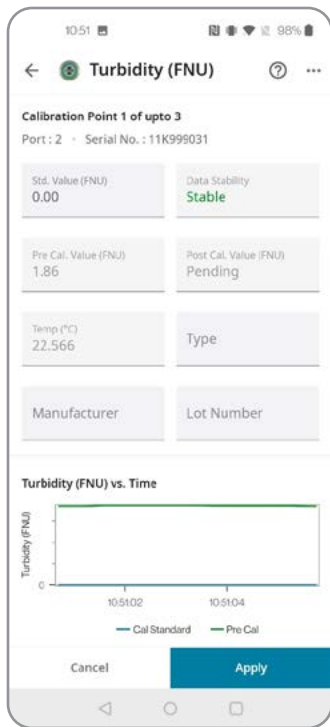 10:51 98%
Turbidity (FNU)
Calibration Point 1 of upto 3
Port : 2 · Serial No. : 11K999031
Std. Value (FNU) Data Stability
0.00 Stable
Pre Cal. Value (FNU) Post Cal. Value (FNU)
1.86 Pending
Temp (°C) Type
22.566
Manufacturer Lot Number
Turbidity (FNU) vs. Time
Turbidity (FNU)
0
10:51:02 10:51:04
Cal Standard Pre Cal
Cancel Apply